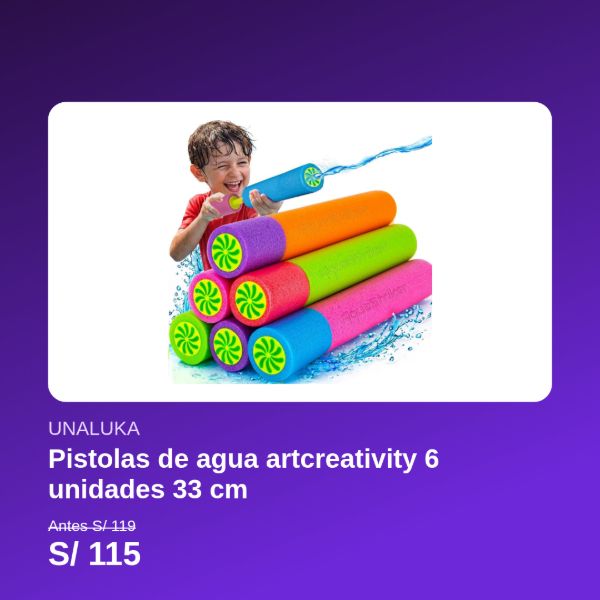 UNALUKA
Pistolas de agua artcreativity 6
unidades 33 cm
Antes S/ 119
S/ 115